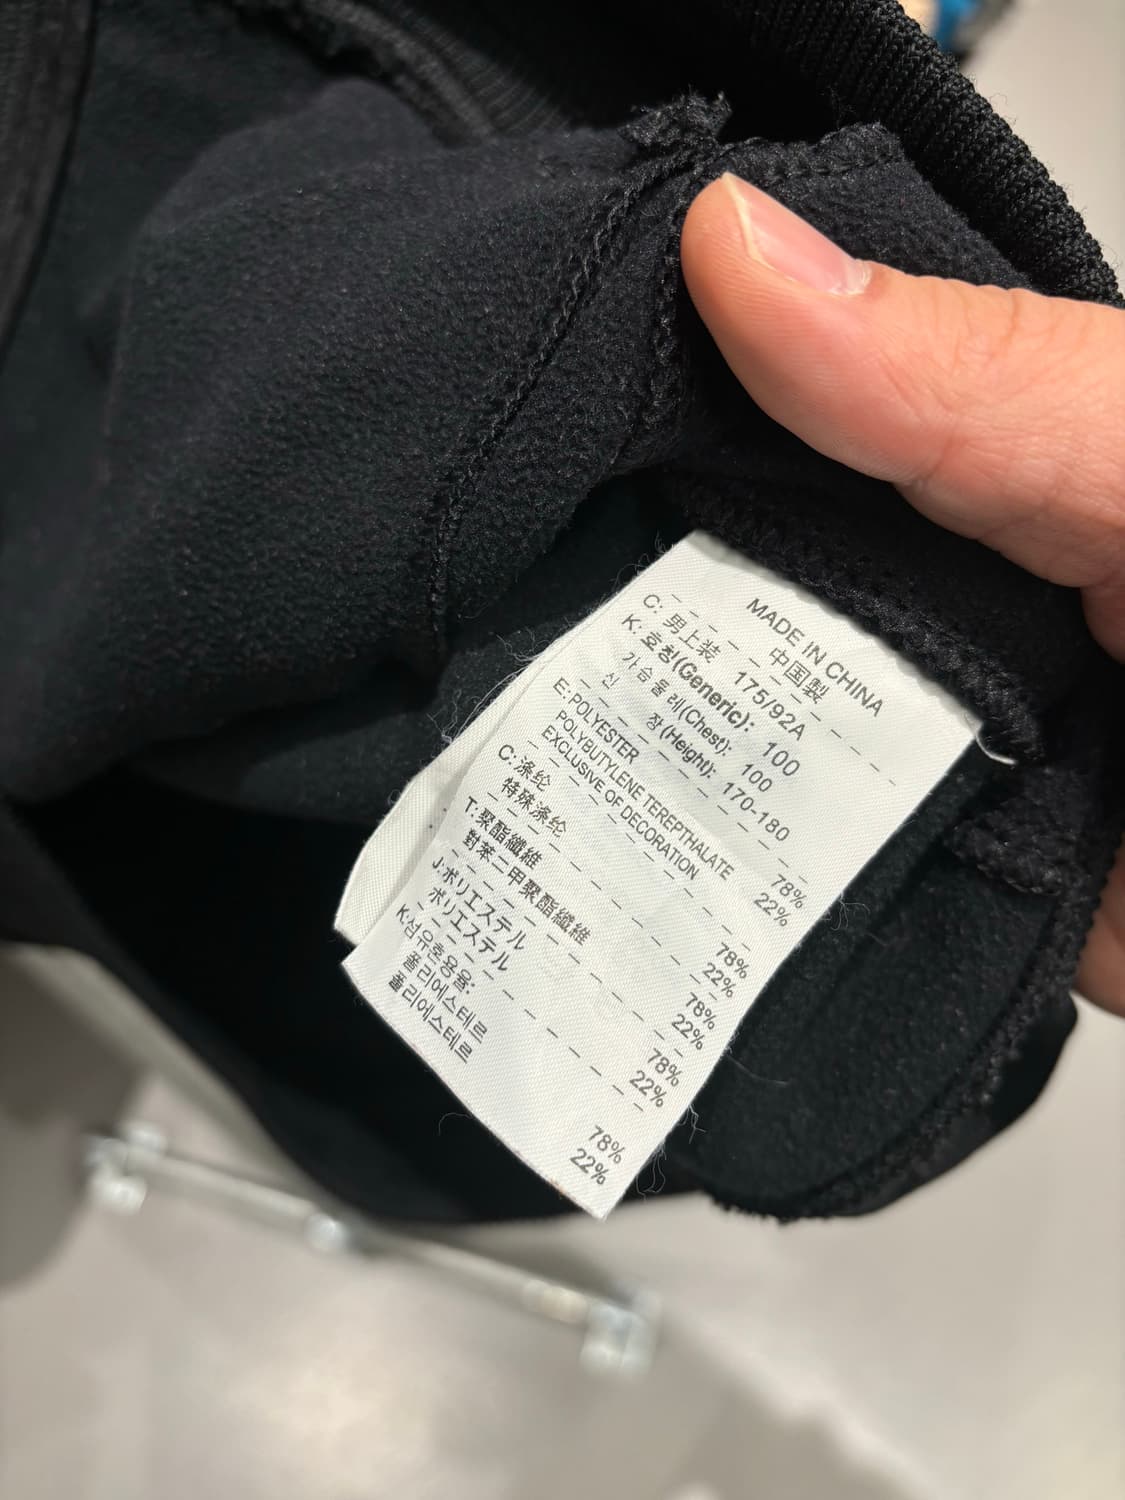 MADE IN CHINA
中国製
C: 男上装 175/92A
K: 호칭(Generic): 100
가슴둘레(Chest): 100
신 장(Height): 170-180
E:POLYESTER 78%
POLYBUTYLENE TEREPTHALATE 22%
EXCLUSIVE OF DECORATION
C:涤纶 78%
特殊涤纶 22%
T:聚酯纖維 78%
對苯二甲聚酯纖維 22%
J:ポリエステル 78%
ポリエステル 22%
K:섬유혼용율:
폴리에스테르 78%
폴리에스테르 22%